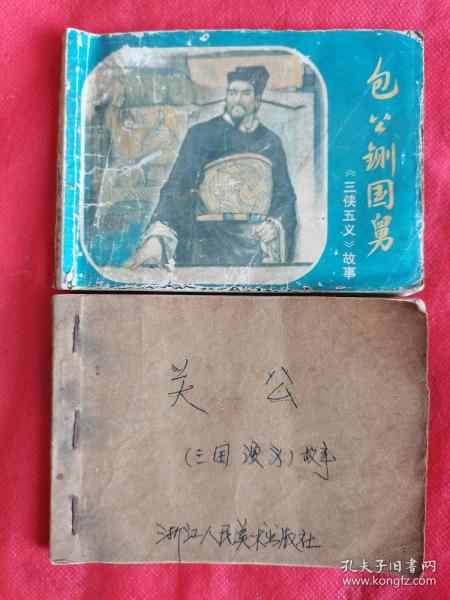 包公铡国舅
《三侠五义》故事
关公
(三国演义)故事
浙江人民美术出版社
孔夫子旧书网
www.kongfz.com